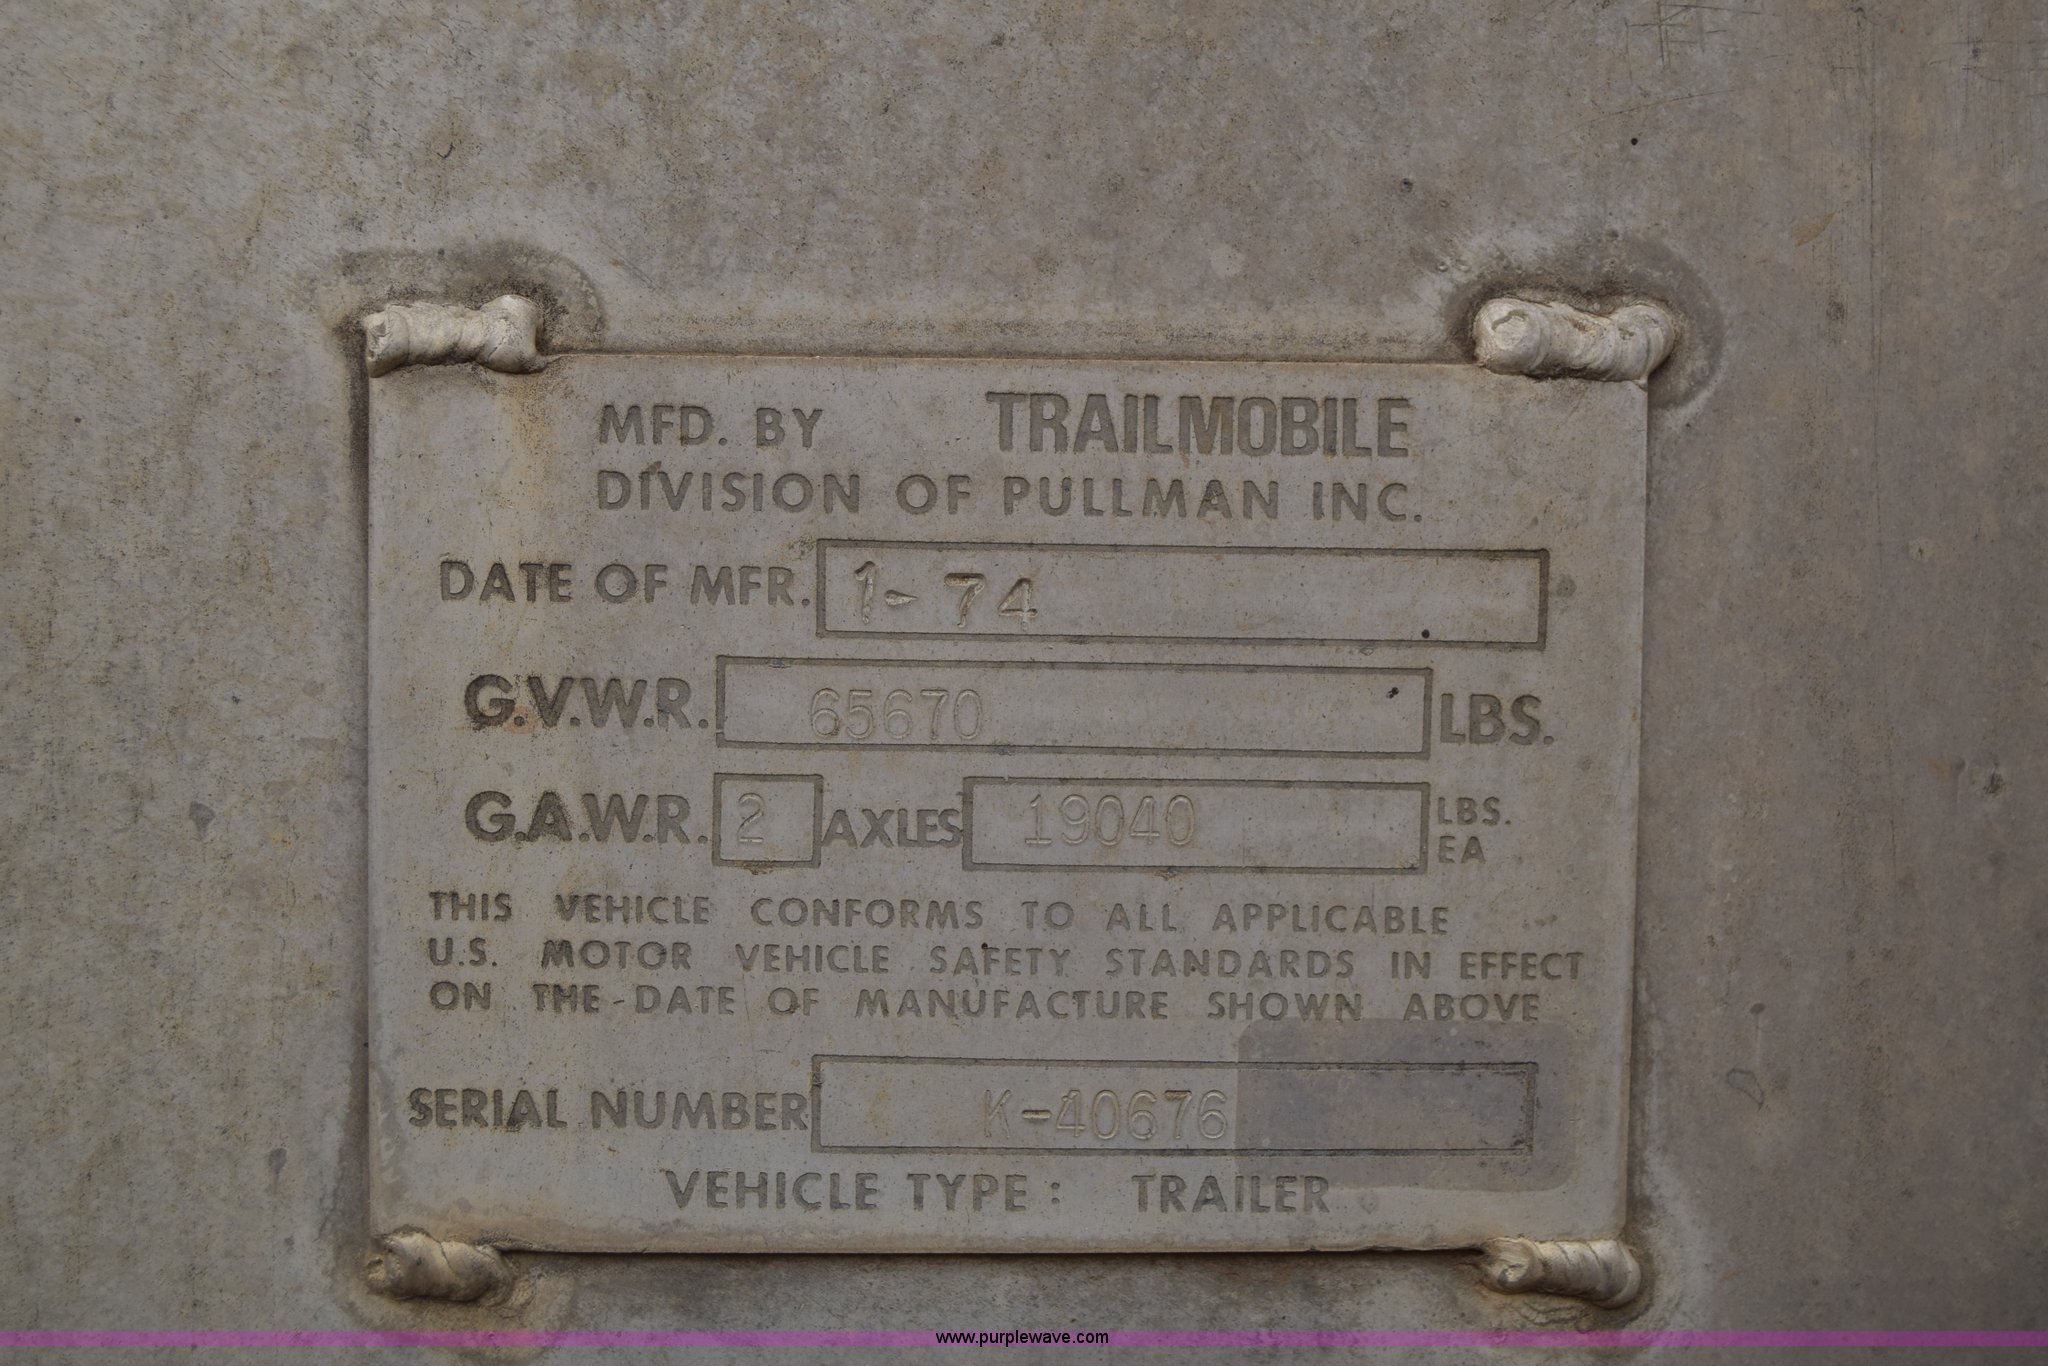 MFD. BY TRAILMOBILE
DIVISION OF PULLMAN INC.
DATE OF MFR. 1-74
G.V.W.R. 65670 LBS.
G.A.W.R. 2 AXLES 19040 LBS. EA
THIS VEHICLE CONFORMS TO ALL APPLICABLE
U.S. MOTOR VEHICLE SAFETY STANDARDS IN EFFECT
ON THE DATE OF MANUFACTURE SHOWN ABOVE
SERIAL NUMBER K-40676
VEHICLE TYPE: TRAILER
www.purplewave.com